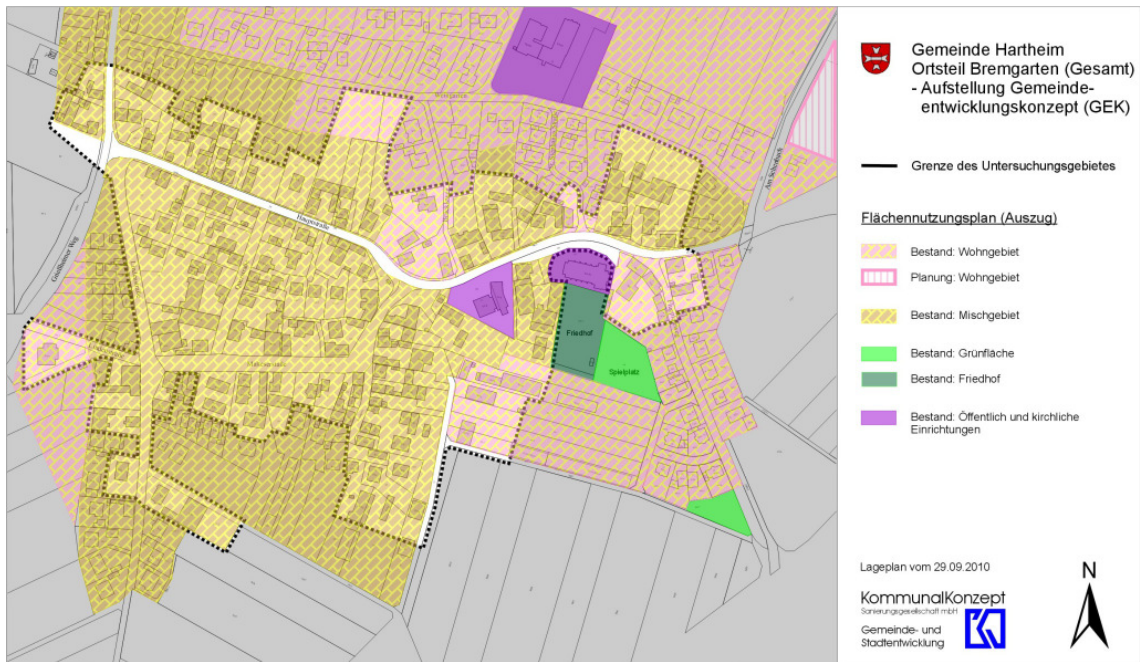 Gemeinde Hartheim
Ortsteil Bremgarten (Gesamt)
- Aufstellung Gemeinde-
entwicklungskonzept (GEK)
Grenze des Untersuchungsgebietes
Flächennutzungsplan (Auszug)
Bestand: Wohngebiet
Planung: Wohngebiet
Bestand: Mischgebiet
Bestand: Grünfläche
Bestand: Friedhof
Bestand: Öffentlich und kirchliche
Einrichtungen
Lageplan vom 29.09.2010
KommunalKonzept
Sanierungsgesellschaft mbH
Gemeinde- und
Stadtentwicklung
N
Hauptstraße
Friedhof
Spielplatz